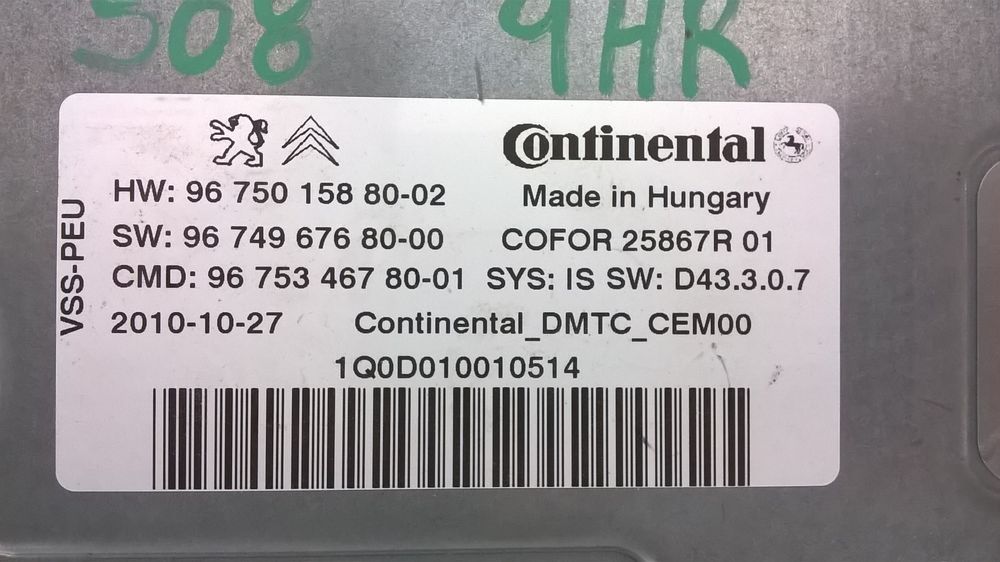 508 9HR
Continental
HW: 96 750 158 80-02 Made in Hungary
SW: 96 749 676 80-00 COFOR 25867R 01
CMD: 96 753 467 80-01 SYS: IS SW: D43.3.0.7
2010-10-27 Continental_DMTC_CEM00
1Q0D010010514
VSS-PEU